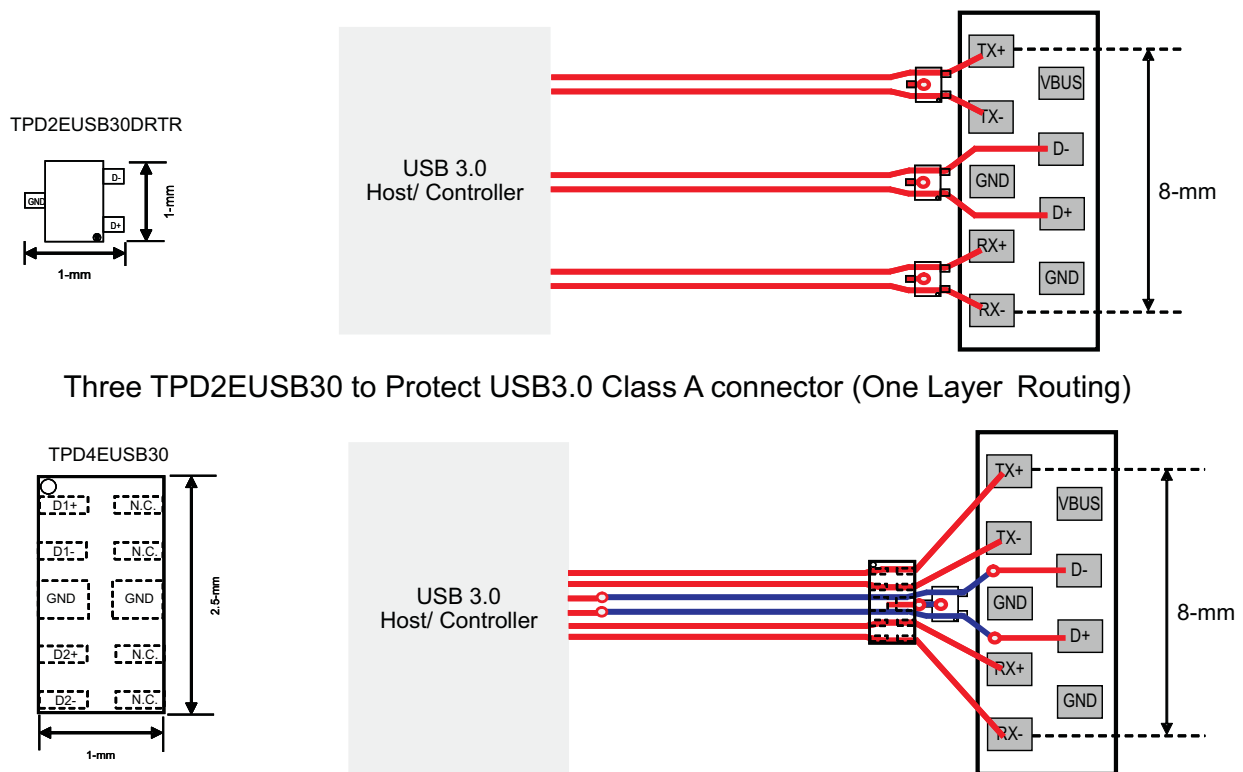 TPD2EUSB30DRTR
D-
GND
D+
1-mm
1-mm
USB 3.0
Host/ Controller
TX+
VBUS
TX-
D-
GND
D+
RX+
GND
RX-
8-mm
Three TPD2EUSB30 to Protect USB3.0 Class A connector (One Layer Routing)
TPD4EUSB30
D1+ N.C.
D1- N.C.
GND GND
D2+ N.C.
D2- N.C.
2.5-mm
1-mm
USB 3.0
Host/ Controller
TX+
VBUS
TX-
D-
GND
D+
RX+
GND
RX-
8-mm